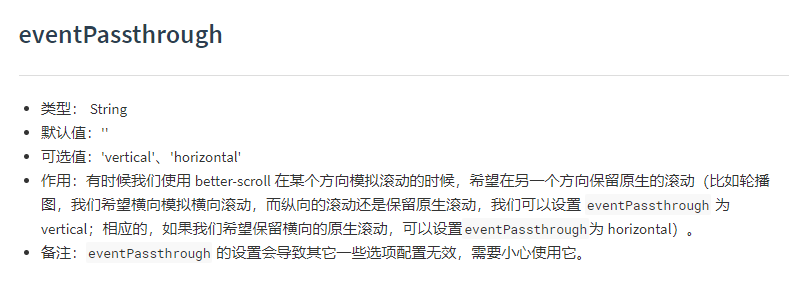 eventPassthrough
类型： String
默认值：''
可选值：'vertical'、'horizontal'
作用：有时候我们使用 better-scroll 在某个方向模拟滚动的时候，希望在另一个方向保留原生的滚动（比如轮播
图，我们希望横向模拟横向滚动，而纵向的滚动还是保留原生滚动，我们可以设置 eventPassthrough 为
vertical；相应的，如果我们希望保留横向的原生滚动，可以设置eventPassthrough为 horizontal）。
备注：eventPassthrough 的设置会导致其它一些选项配置无效，需要小心使用它。